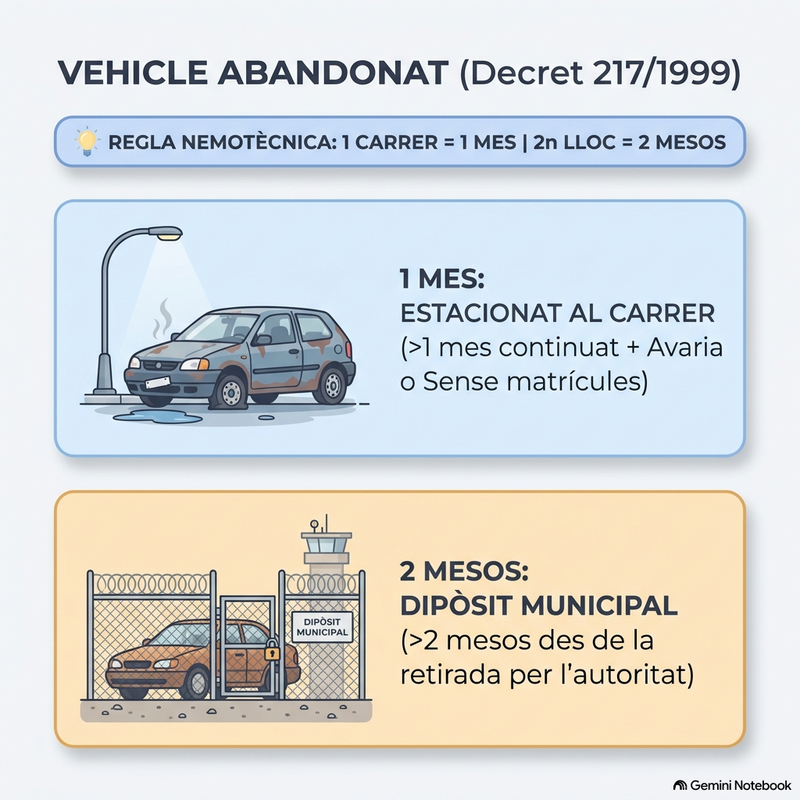 VEHICLE ABANDONAT (Decret 217/1999)
REGLA NEMOTÈCNICA: 1 CARRER = 1 MES | 2n LLOC = 2 MESOS
1 MES:
ESTACIONAT AL CARRER
(>1 mes continuat + Avaria
o Sense matrícules)
DIPÒSIT
MUNICIPAL
2 MESOS:
DIPÒSIT MUNICIPAL
(>2 mesos des de la
retirada per l'autoritat)
Gemini Notebook